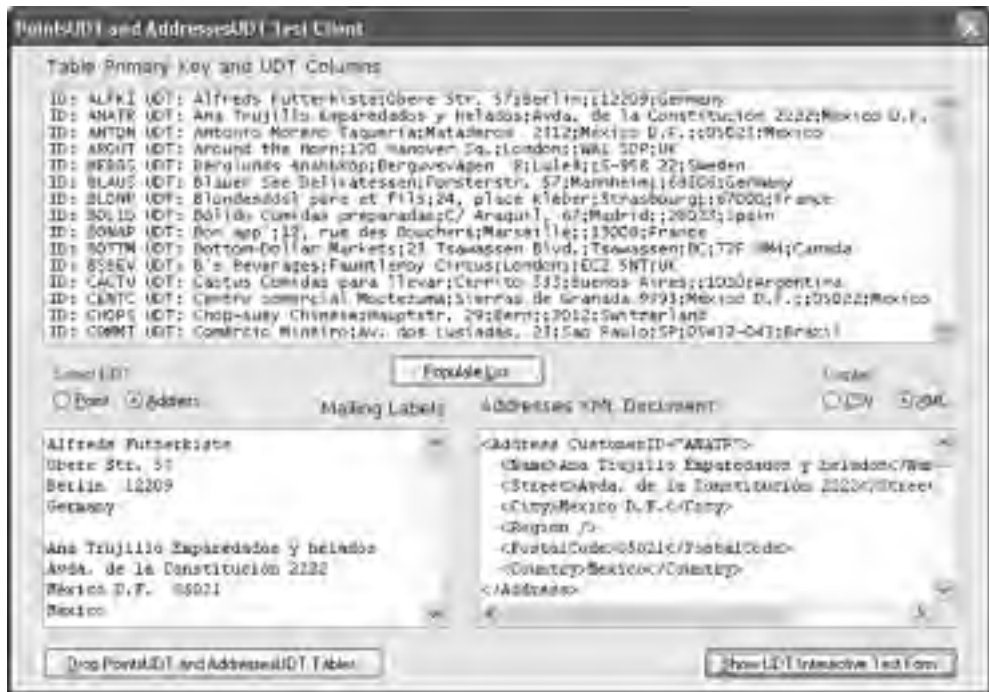 PointsUDT and AddressesUDT Test Client
Table Primary Key and UDT Columns
ID: ALFKI UDT: Alfreds Futterkiste;Obere Str. 57;Berlin;;12209;Germany
ID: ANATR UDT: Ana Trujillo Emparedados y helados;Avda. de la Constitución 2222;México D.F.
ID: ANTON UDT: Antonio Moreno Taquería;Mataderos 2312;México D.F.;;05023;Mexico
ID: AROUT UDT: Around the Horn;120 Hanover Sq.;London;;WA1 1DP;UK
ID: BERGS UDT: Berglunds snabbköp;Berguvsvägen 8;Luleå;;S-958 22;Sweden
ID: BLAUS UDT: Blauer See Delikatessen;Forsterstr. 57;Mannheim;;68306;Germany
ID: BLONP UDT: Blondesddsl père et fils;24, place Kléber;Strasbourg;;67000;France
ID: BOLID UDT: Bólido Comidas preparadas;C/ Araquil, 67;Madrid;;28023;Spain
ID: BONAP UDT: Bon app';12, rue des Bouchers;Marseille;;13008;France
ID: BOTTM UDT: Bottom-Dollar Markets;23 Tsawassen Blvd.;Tsawassen;BC;T2F 8M4;Canada
ID: BSBEV UDT: B's Beverages;Fauntleroy Circus;London;;EC2 5NT;UK
ID: CACTU UDT: Cactus Comidas para llevar;Cerrito 333;Buenos Aires;;1010;Argentina
ID: CENTC UDT: Centro comercial Moctezuma;Sierras de Granada 9993;México D.F.;;05022;Mexico
ID: CHOPS UDT: Chop-suey Chinese;Hauptstr. 29;Bern;;3012;Switzerland
ID: COMMI UDT: Comércio Mineiro;Av. dos Lusíadas, 23;Sao Paulo;SP;05432-043;Brazil
Select UDT
Populate List
Display
Point Address
Mailing Labels
Addresses XML Document
CSV XML
Alfreds Futterkiste
Obere Str. 57
Berlin 12209
Germany
Ana Trujillo Emparedados y helados
Avda. de la Constitución 2222
México D.F. 05021
Mexico
<Address CustomerID="ANATR">
<Name>Ana Trujillo Emparedados y helados</Nam
<Street>Avda. de la Constitución 2222</Street
<City>México D.F.</City>
<Region />
<PostalCode>05021</PostalCode>
<Country>Mexico</Country>
</Address>
Drop PointsUDT and AddressesUDT Tables
Show UDT Interactive Test Form